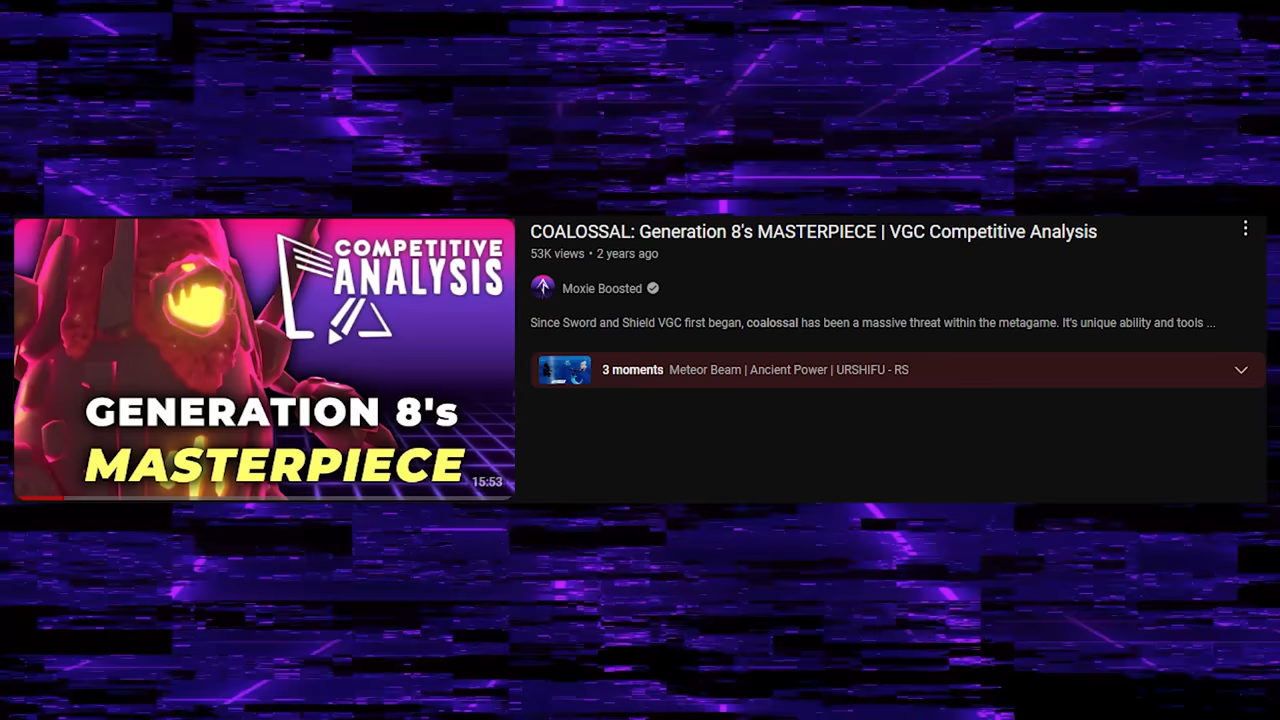 COMPETITIVE
ANALYSIS
GENERATION 8's
MASTERPIECE
15:53
COALOSSAL: Generation 8's MASTERPIECE | VGC Competitive Analysis
53K views • 2 years ago
Moxie Boosted
Since Sword and Shield VGC first began, coalossal has been a massive threat within the metagame. It's unique ability and tools ...
3 moments Meteor Beam | Ancient Power | URSHIFU - RS